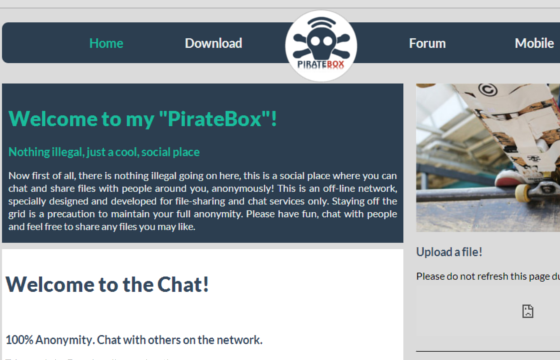 Home Download PIRATEBOX Forum Mobile
Welcome to my "PirateBox"!
Nothing illegal, just a cool, social place
Now first of all, there is nothing illegal going on here, this is a social place where you can
chat and share files with people around you, anonymously! This is an off-line network,
specially designed and developed for file-sharing and chat services only. Staying off the
grid is a precaution to maintain your full anonymity. Please have fun, chat with people
and feel free to share any files you may like.
Welcome to the Chat!
100% Anonymity. Chat with others on the network.
Upload a file!
Please do not refresh this page du